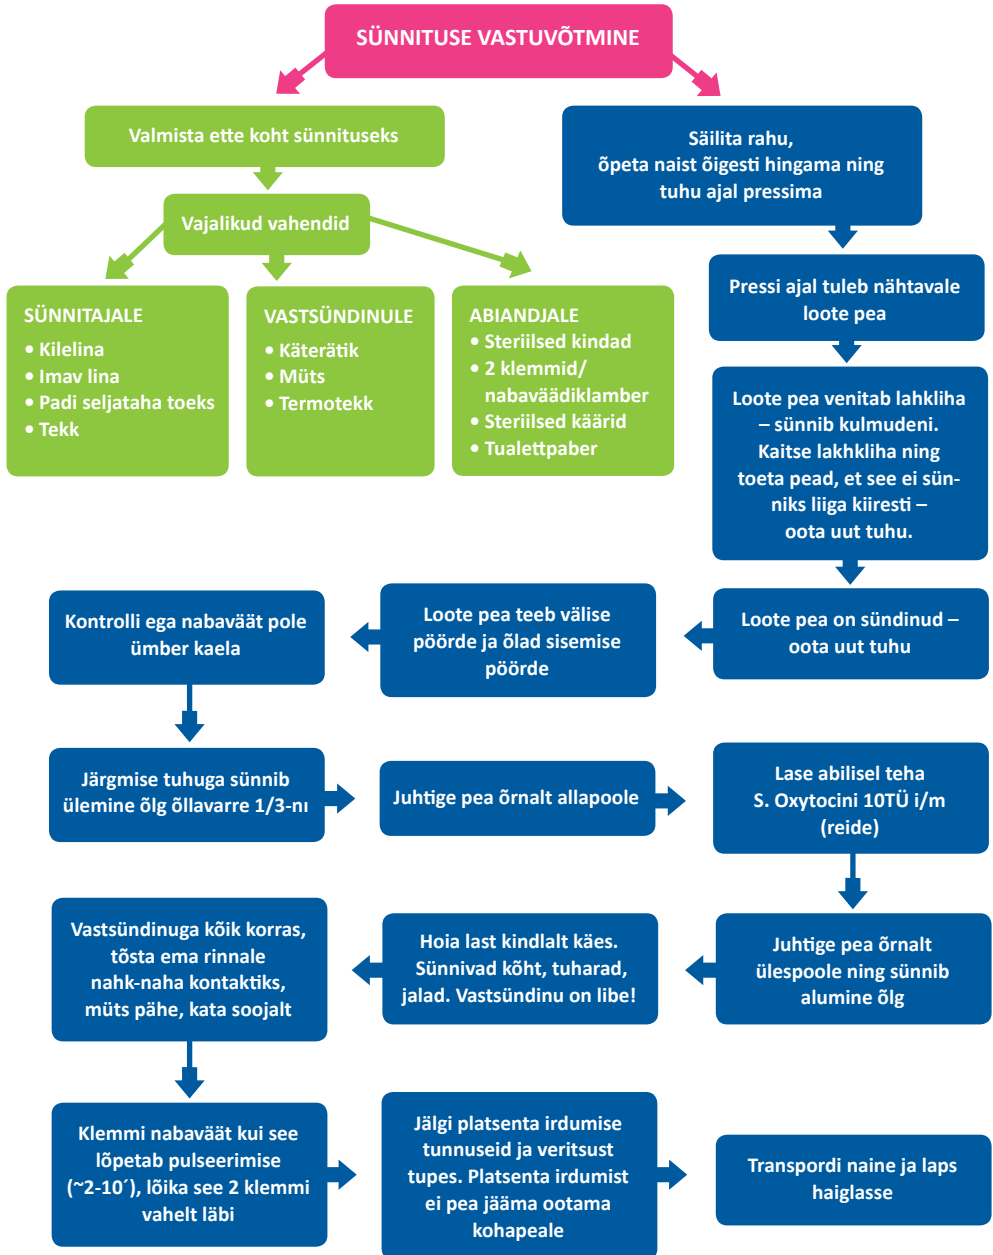 SÜNNITUSE VASTUVÕTMINE
Valmista ette koht sünnituseks
Vajalikud vahendid
SÜNNITAJALE
• Kilelina
• Imav lina
• Padi seljataha toeks
• Tekk
VASTSÜNDINULE
• Käterätik
• Müts
• Termotekk
ABIANDJALE
• Steriilsed kindad
• 2 klemmid/
nabaväädiklamber
• Steriilsed käärid
• Tualettpaber
Säilita rahu,
õpeta naist õigesti hingama ning
tuhu ajal pressima
Pressi ajal tuleb nähtavale
loote pea
Loote pea venitab lahkliha
– sünnib kulmudeni.
Kaitse lakhkliha ning
toeta pead, et see ei sün-
niks liiga kiiresti –
oota uut tuhu.
Loote pea on sündinud –
oota uut tuhu
Loote pea teeb välise
pöörde ja õlad sisemise
pöörde
Kontrolli ega nabaväät pole
ümber kaela
Järgmise tuhuga sünnib
ülemine õlg õllavarre 1/3-nı
Juhtige pea õrnalt allapoole
Lase abilisel teha
S. Oxytocini 10TÜ i/m
(reide)
Juhtige pea õrnalt
ülespoole ning sünnib
alumine õlg
Hoia last kindlalt käes.
Sünnivad kõht, tuharad,
jalad. Vastsündinu on libe!
Vastsündinuga kõik korras,
tõsta ema rinnale
nahk-naha kontaktiks,
müts pähe, kata soojalt
Klemmi nabaväät kui see
lõpetab pulseerimise
(~2-10´), lõika see 2 klemmi
vahelt läbi
Jälgi platsenta irdumise
tunnuseid ja veritsust
tupes. Platsenta irdumist
ei pea jääma ootama
kohapeale
Transpordi naine ja laps
haiglasse